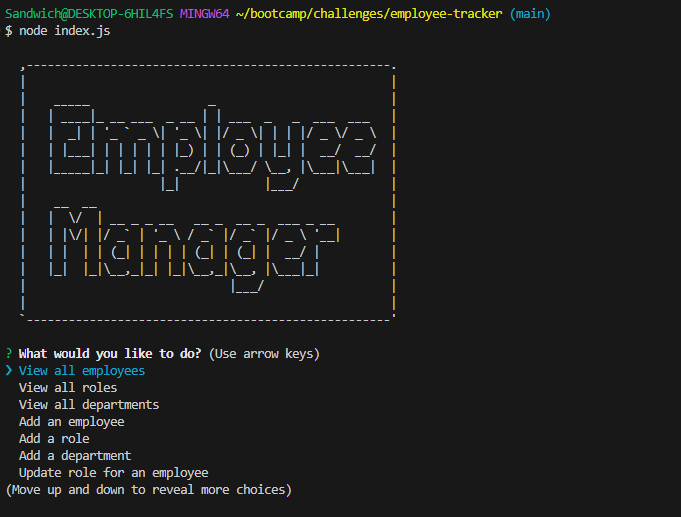 Sandwich@DESKTOP-6HIL4FS MINGW64 ~/bootcamp/challenges/employee-tracker (main)
$ node index.js
Employee
Manager
? What would you like to do? (Use arrow keys)
❯ View all employees
View all roles
View all departments
Add an employee
Add a role
Add a department
Update role for an employee
(Move up and down to reveal more choices)